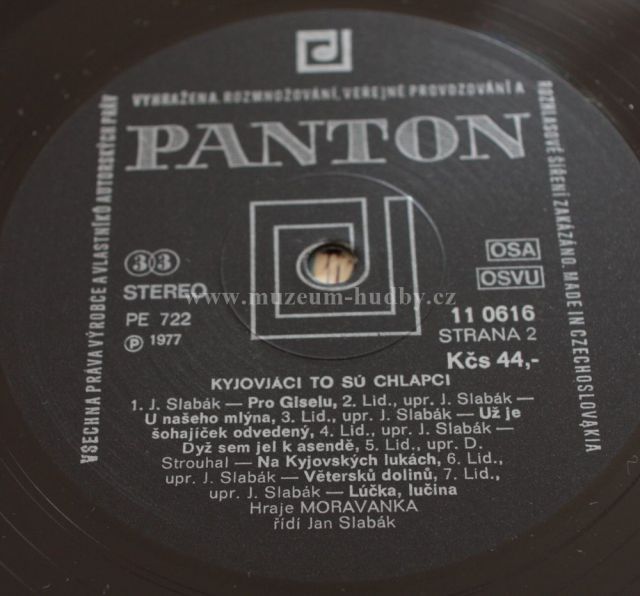 VŠECHNA PRÁVA VÝROBCE A VLASTNÍKŮ AUTORSKÝCH PRÁV
VYHRAŽENA. ROZMNOŽOVÁNÍ, VEŘEJNÉ PROVOZOVÁNÍ A
ROZHLASOVÉ ŠÍŘENÍ ZAKÁZÁNO. MADE IN CZECHOSLOVAKIA
PANTON
33
STEREO
PE 722
Ⓟ 1977
OSA
OSVU
www.muzeum-hudby.cz
11 0616
STRANA 2
Kčs 44,-
KYJOVJÁCI TO SÚ CHLAPCI
1. J. Slabák — Pro Giselu, 2. Lid., upr. J. Slabák —
U našeho mlýna, 3. Lid., upr. J. Slabák — Už je
šohajíček odvedený, 4. Lid., upr. J. Slabák —
Dyž sem jel k asendě, 5. Lid., upr. D.
Strouhal — Na Kyjovských lukách, 6. Lid.,
upr. J. Slabák — Větersků dolinů, 7. Lid.,
upr. J. Slabák — Lúčka, lučina
Hraje MORAVANKA
řídí Jan Slabák